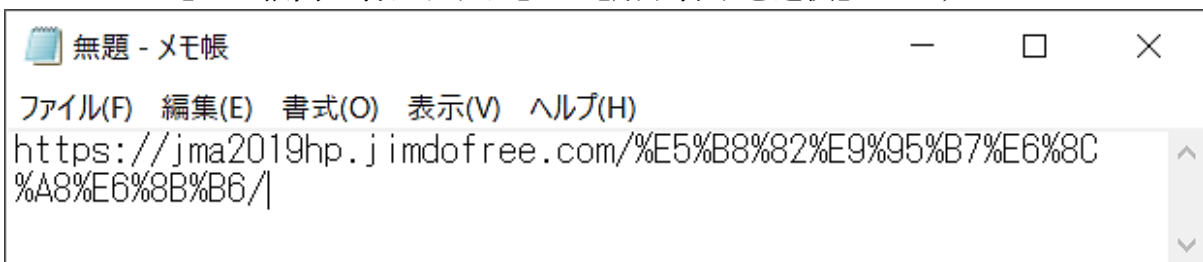 無題 - メモ帳
ファイル(F) 編集(E) 書式(O) 表示(V) ヘルプ(H)
https://jma2019hp.jimdofree.com/%E5%B8%82%E9%95%B7%E6%8C
%A8%E6%8B%B6/